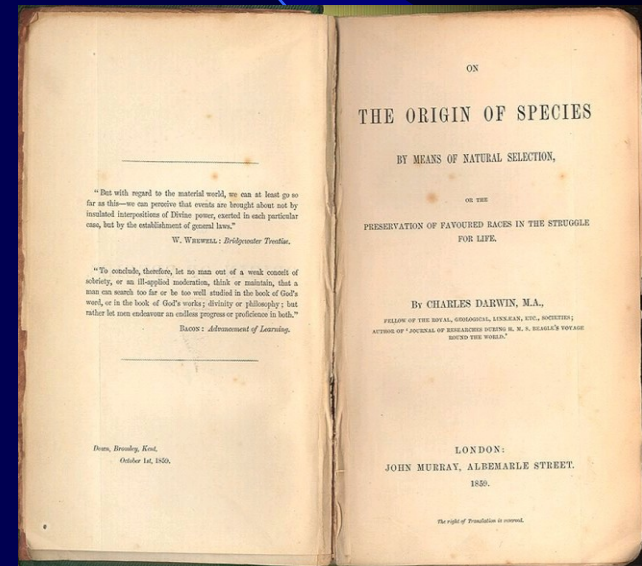 “But with regard to the material world, we can at least go so
far as this—we can perceive that events are brought about not by
insulated interpositions of Divine power, exerted in each particular
case, but by the establishment of general laws.”
W. WHEWELL: Bridgewater Treatise.
“To conclude, therefore, let no man out of a weak conceit of
sobriety, or an ill-applied moderation, think or maintain, that a
man can search too far or be too well studied in the book of God’s
word, or in the book of God’s works; divinity or philosophy; but
rather let men endeavour an endless progress or proficience in both.”
BACON: Advancement of Learning.
Down, Bromley, Kent,
October 1st, 1859.
ON
THE ORIGIN OF SPECIES
BY MEANS OF NATURAL SELECTION,
OR THE
PRESERVATION OF FAVOURED RACES IN THE STRUGGLE
FOR LIFE.
BY CHARLES DARWIN, M.A.,
FELLOW OF THE ROYAL, GEOLOGICAL, LINNÆAN, ETC., SOCIETIES;
AUTHOR OF ‘JOURNAL OF RESEARCHES DURING H. M. S. BEAGLE’S VOYAGE
ROUND THE WORLD.’
LONDON:
JOHN MURRAY, ALBEMARLE STREET.
1859.
The right of Translation is reserved.